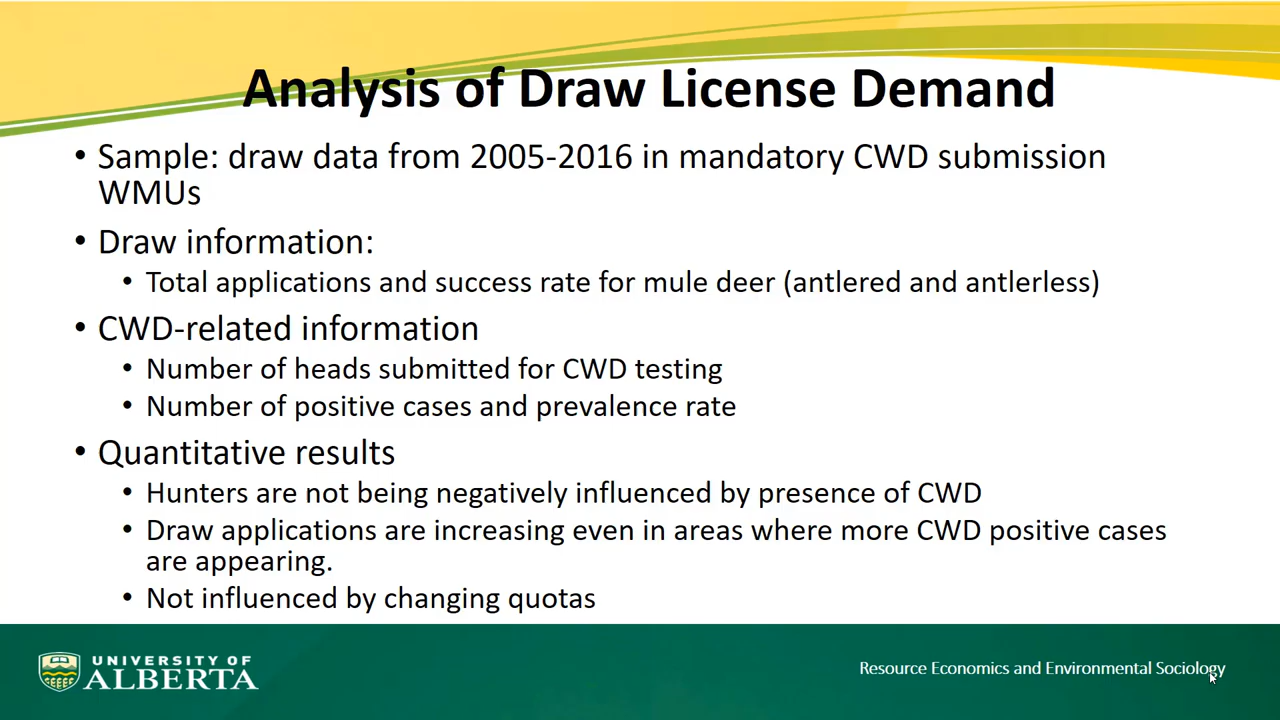 Analysis of Draw License Demand
• Sample: draw data from 2005-2016 in mandatory CWD submission
WMUs
• Draw information:
• Total applications and success rate for mule deer (antlered and antlerless)
• CWD-related information
• Number of heads submitted for CWD testing
• Number of positive cases and prevalence rate
• Quantitative results
• Hunters are not being negatively influenced by presence of CWD
• Draw applications are increasing even in areas where more CWD positive cases
are appearing.
• Not influenced by changing quotas
UNIVERSITY OF
ALBERTA
Resource Economics and Environmental Sociology